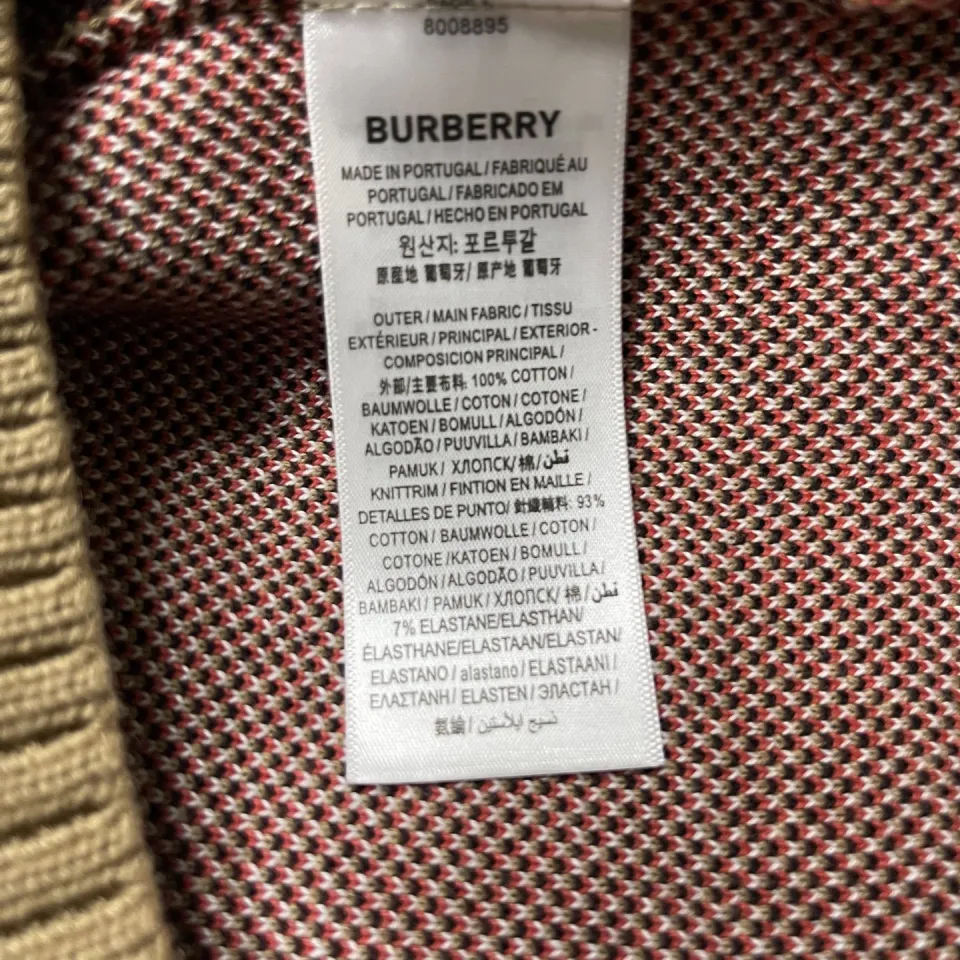 8008895
BURBERRY
MADE IN PORTUGAL / FABRIQUÉ AU
PORTUGAL / FABRICADO EM
PORTUGAL / HECHO EN PORTUGAL
원산지: 포르투갈
原産地 葡萄牙/ 原产地 葡萄牙
OUTER / MAIN FABRIC / TISSU
EXTÉRIEUR / PRINCIPAL / EXTERIOR -
COMPOSICION PRINCIPAL /
外部/主要布料: 100% COTTON /
BAUMWOLLE / COTON / COTONE /
KATOEN / BOMULL / ALGODÓN /
ALGODÃO / PUUVILLA / BAMBAKI /
PAMUK / ХЛОПСК/ 棉 / قطن
KNITTRIM / FINTION EN MAILLE /
DETALLES DE PUNTO/ 針織輔料: 93%
COTTON / BAUMWOLLE / COTON /
COTONE /KATOEN / BOMULL /
ALGODÓN / ALGODÃO / PUUVILLA /
BAMBAKI / PAMUK / ХЛОПСК/ 棉 / قطن
7% ELASTANE/ELASTHAN/
ÉLASTHANE/ELASTAAN/ELASTAN/
ELASTANO / alastano / ELASTAANI /
ΕΛΑΣΤΑΝΗ / ELASTEN / ЭЛАСТАН /
氨綸 / نسيج إيلاستين